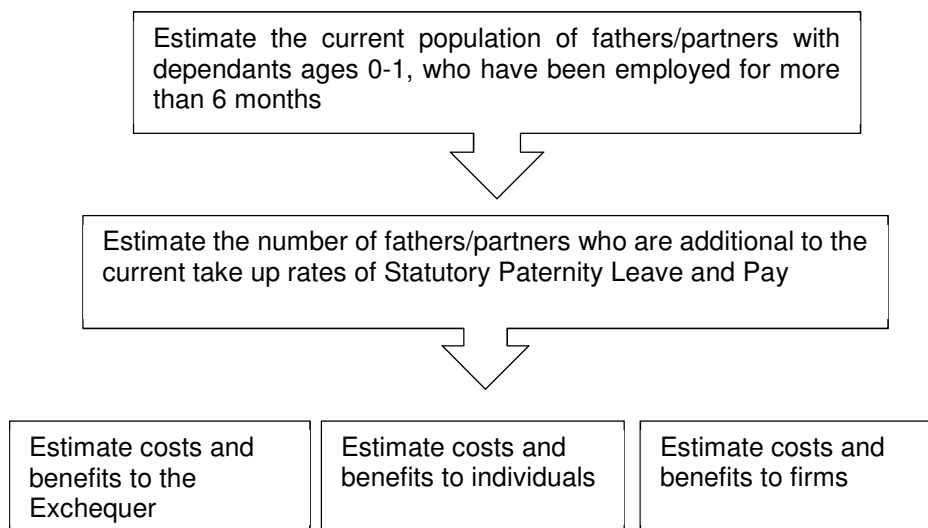 Estimate the current population of fathers/partners with
dependants ages 0-1, who have been employed for more
than 6 months
Estimate the number of fathers/partners who are additional to the
current take up rates of Statutory Paternity Leave and Pay
Estimate costs and
benefits to the
Exchequer
Estimate costs and
benefits to individuals
Estimate costs and
benefits to firms